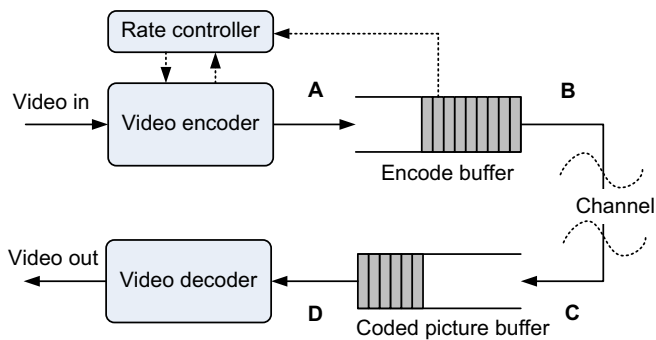 Rate controller
Video in
Video encoder
A
B
Encode buffer
Channel
Video out
Video decoder
D
Coded picture buffer
C